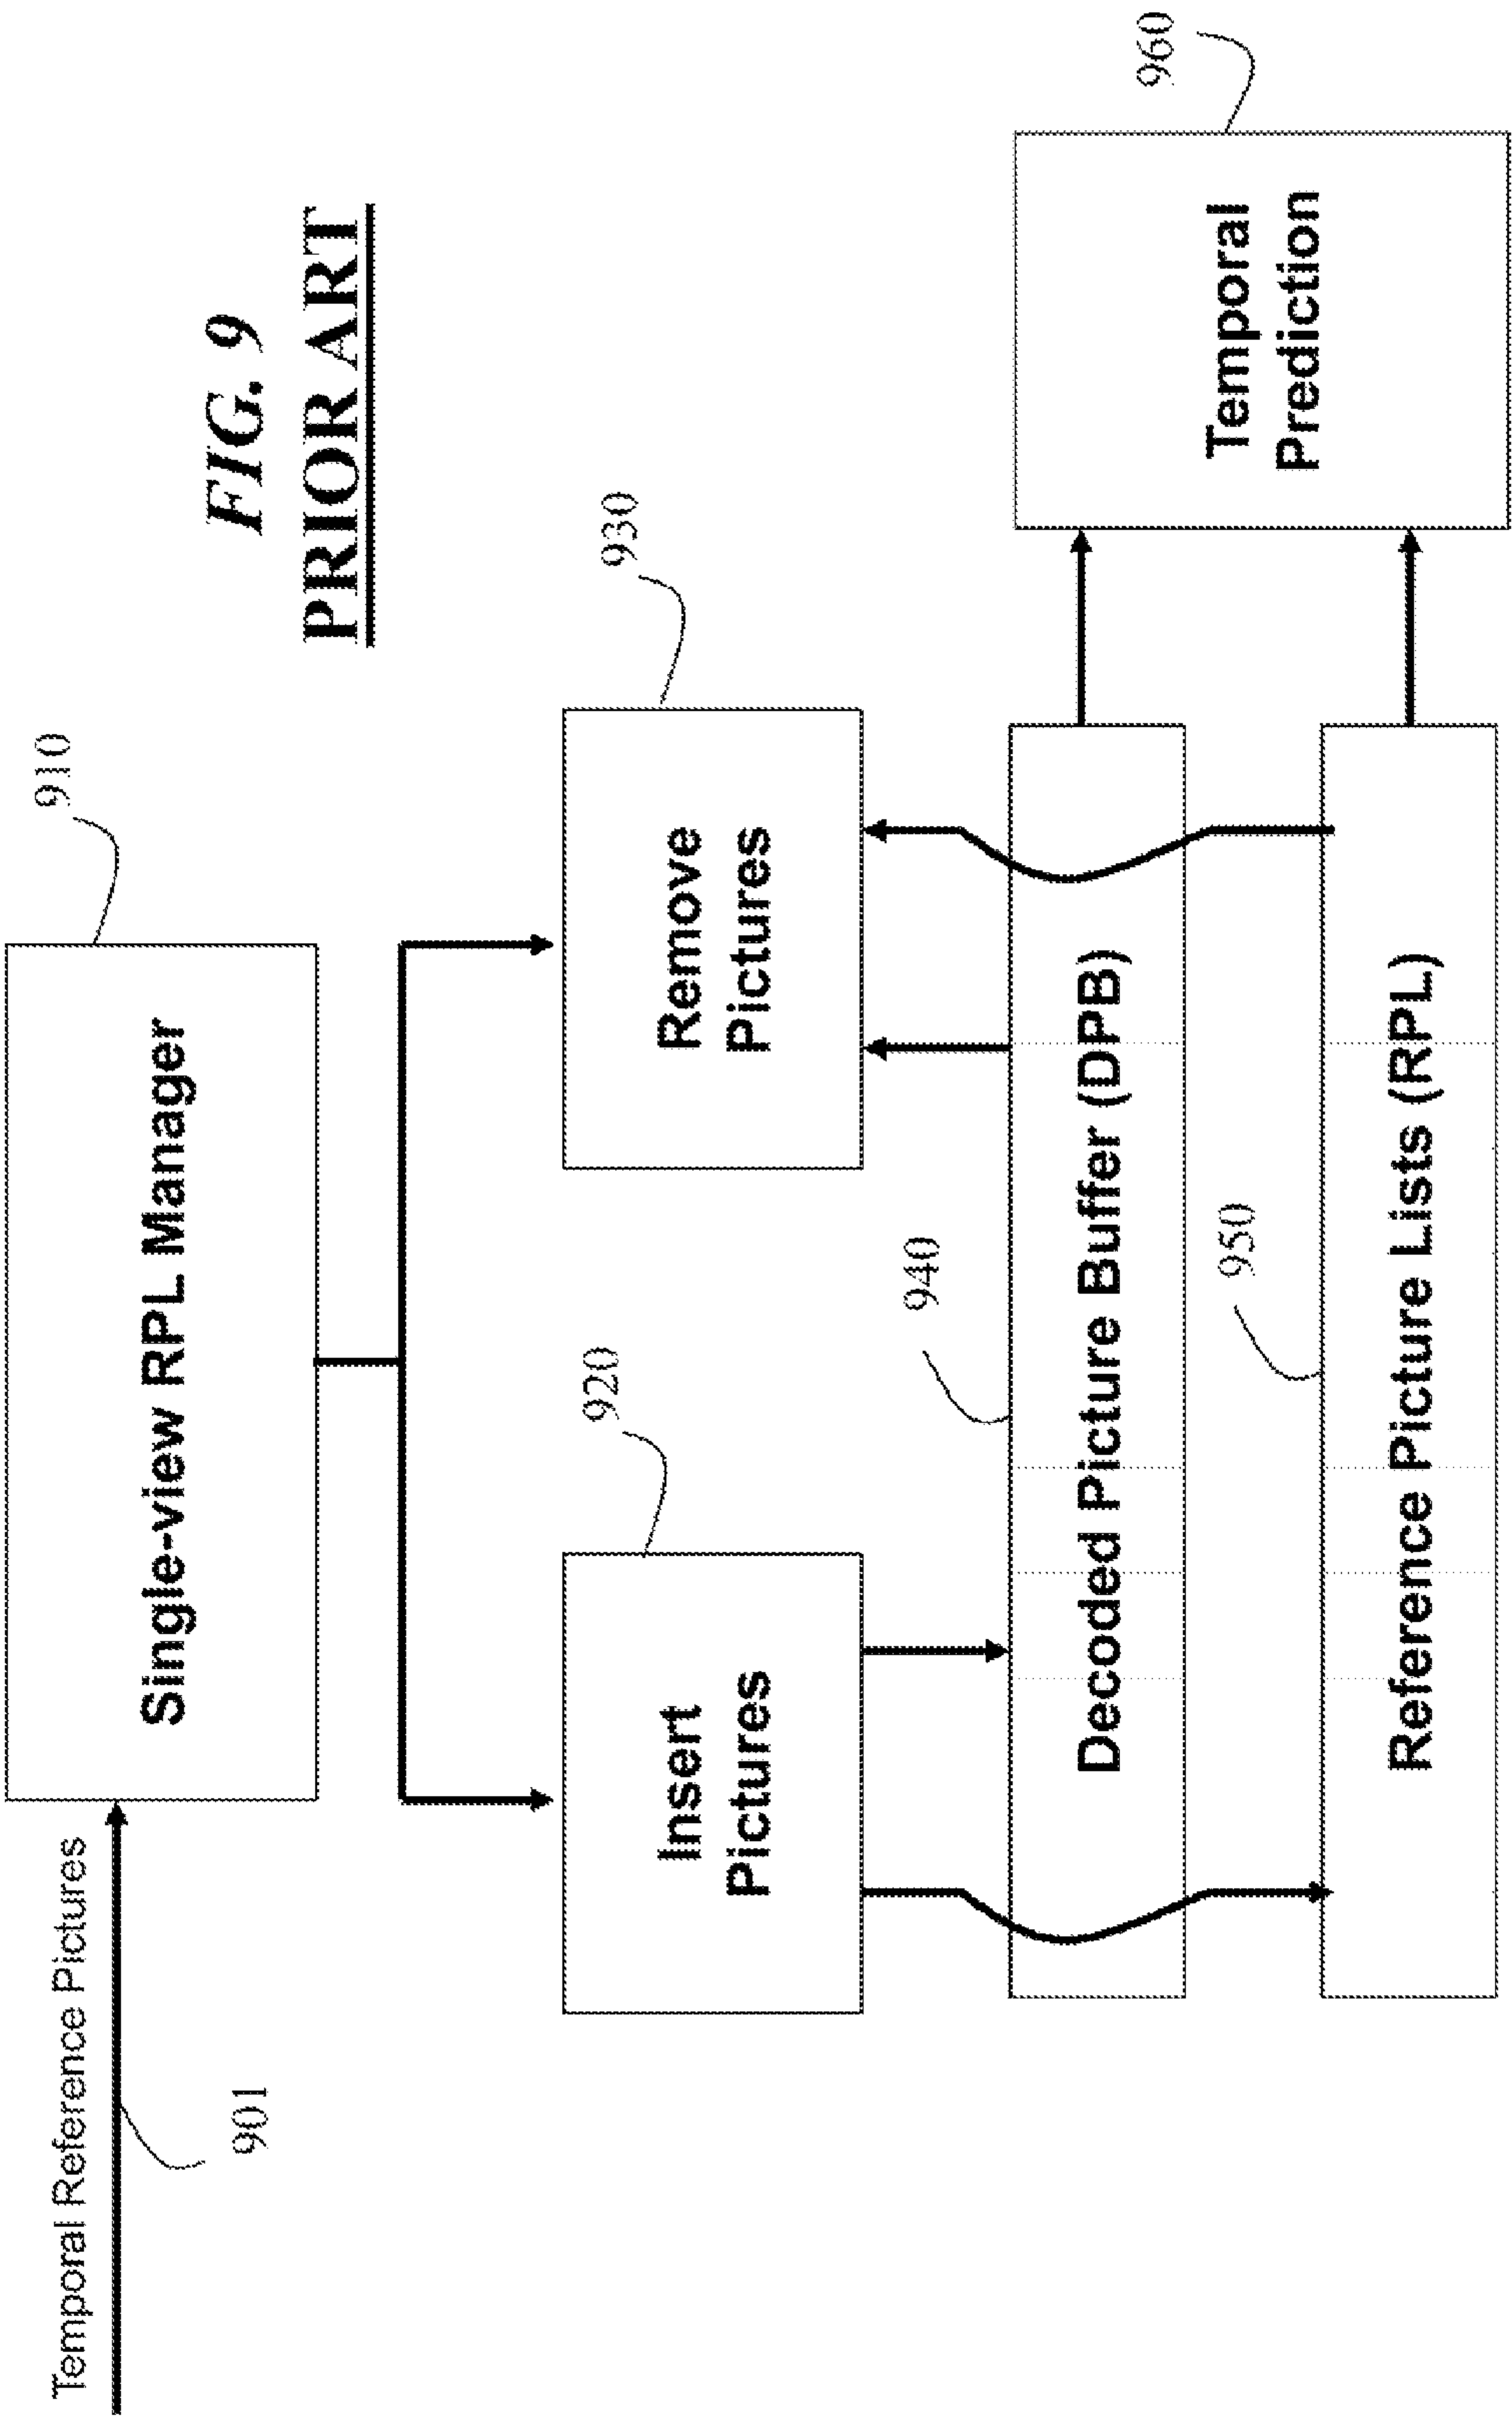 FIG. 9
PRIOR ART
Temporal Reference Pictures
901
Single-view RPL Manager
910
Insert
Pictures
920
Remove
Pictures
930
940
Decoded Picture Buffer (DPB)
950
Reference Picture Lists (RPL)
Temporal
Prediction
960